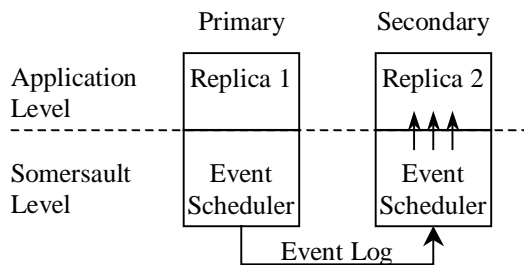 Primary
Secondary
Application
Level
Replica 1
Replica 2
Somersault
Level
Event
Scheduler
Event
Scheduler
Event Log